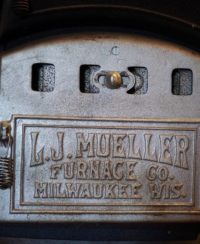 C
L.J. MUELLER
FURNACE CO.
MILWAUKEE WIS.